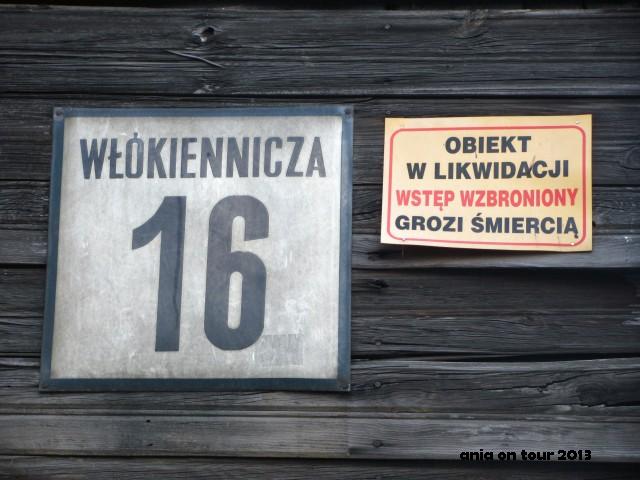 WŁÓKIENNICZA
16
OBIEKT
W LIKWIDACJI
WSTĘP WZBRONIONY
GROZI ŚMIERCIĄ
ania on tour 2013